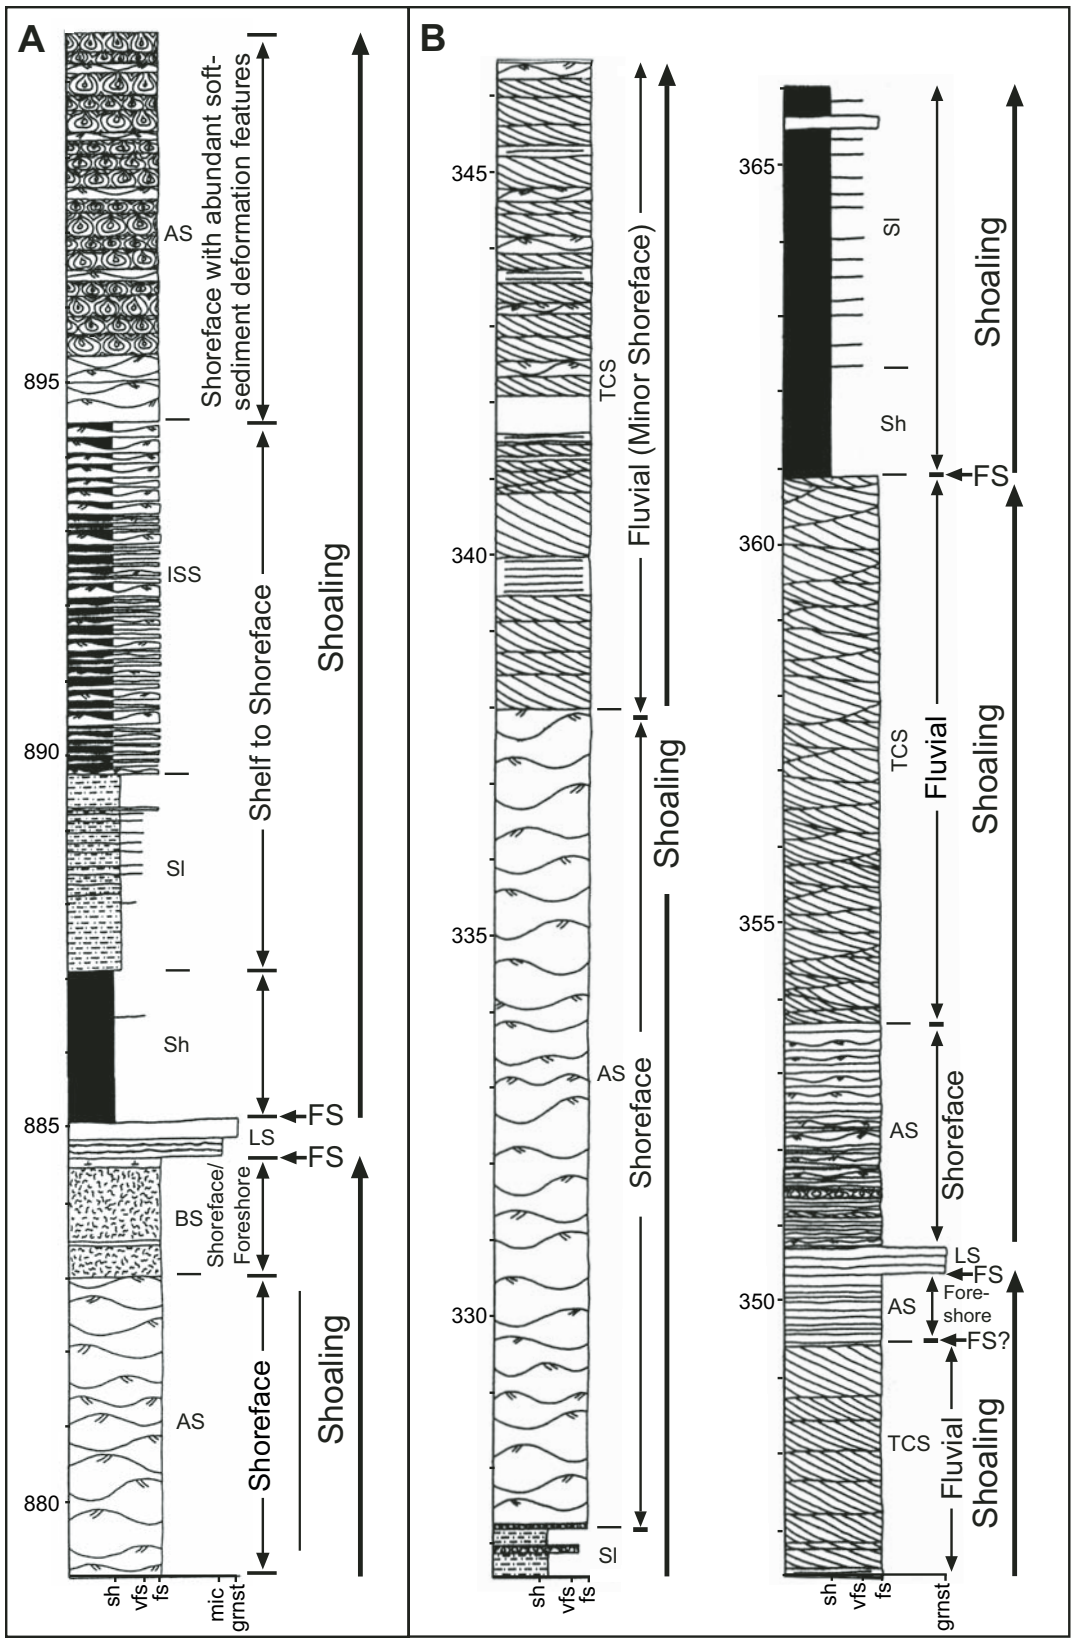 A
Shoreface with abundant soft-
sediment deformation features
AS
895
ISS
Shelf to Shoreface
Shoaling
890
Sl
Sh
885
FS
LS
FS
BS
Shoreface/
Foreshore
AS
Shoreface
Shoaling
880
sh
vfs
fs
mic
grnst
B
345
TCS
Fluvial (Minor Shoreface)
340
Shoaling
335
AS
Shoreface
330
Sl
sh
vfs
fs
365
Sl
Shoaling
Sh
FS
360
TCS
Fluvial
Shoaling
355
AS
Shoreface
LS
FS
350
AS
Fore-
shore
FS?
TCS
Fluvial
Shoaling
sh
vfs
fs
grnst